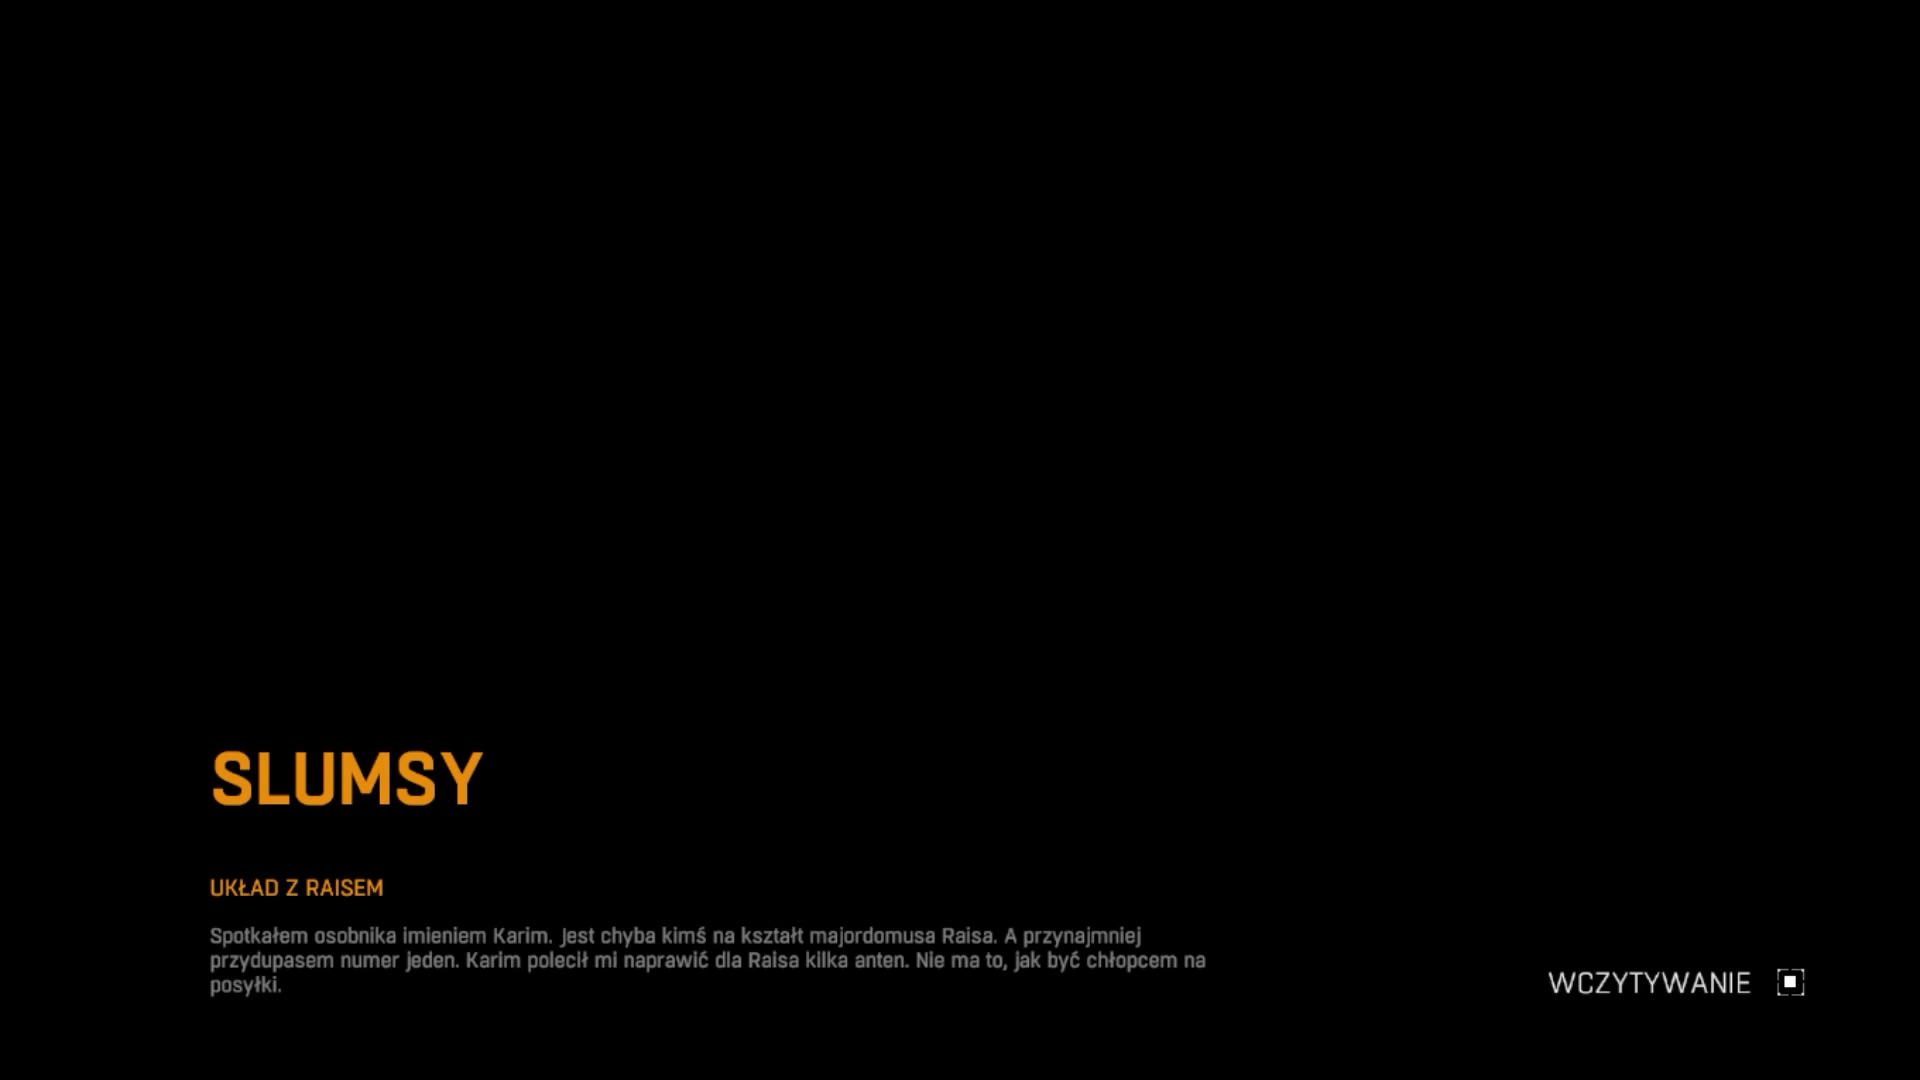 SLUMSY
UKŁAD Z RAISEM
Spotkałem osobnika imieniem Karim. Jest chyba kimś na kształt majordomusa Raisa. A przynajmniej
przydupasem numer jeden. Karim polecił mi naprawić dla Raisa kilka anten. Nie ma to, jak być chłopcem na
posyłki.
WCZYTYWANIE